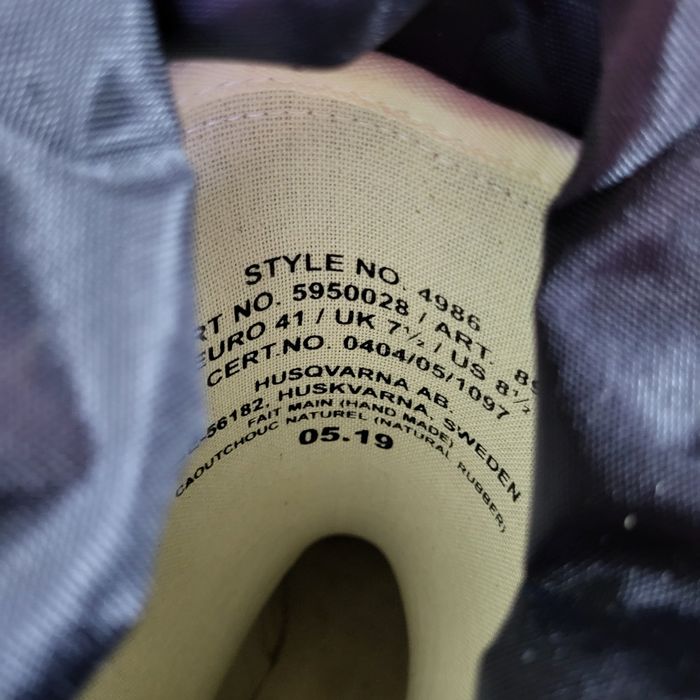 STYLE NO. 4986
RT NO. 5950028 / ART. 89
EURO 41 / UK 7½ / US 8½
CERT.NO. 0404/05/1097
HUSQVARNA AB.
-56182, HUSKVARNA, SWEDEN
FAIT MAIN (HAND MADE)
CAOUTCHOUC NATUREL (NATURAL RUBBER)
05.19